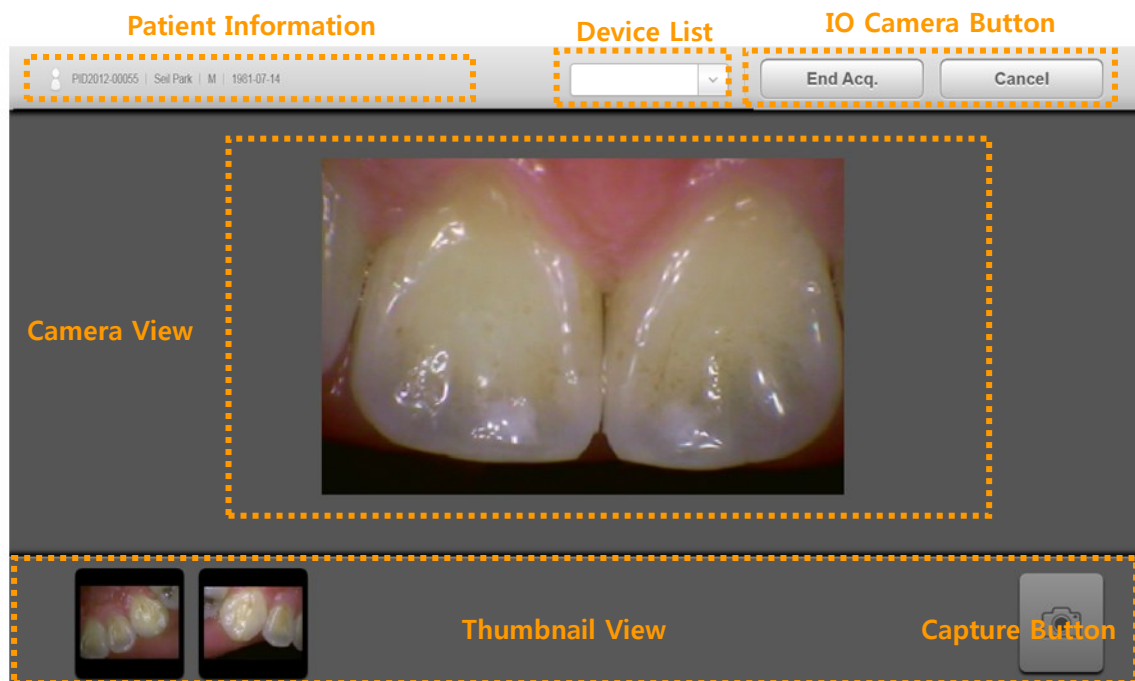 Patient Information
Device List
IO Camera Button
PID2012-00055 | Seil Park | M | 1981-07-14
End Acq.
Cancel
Camera View
Thumbnail View
Capture Button